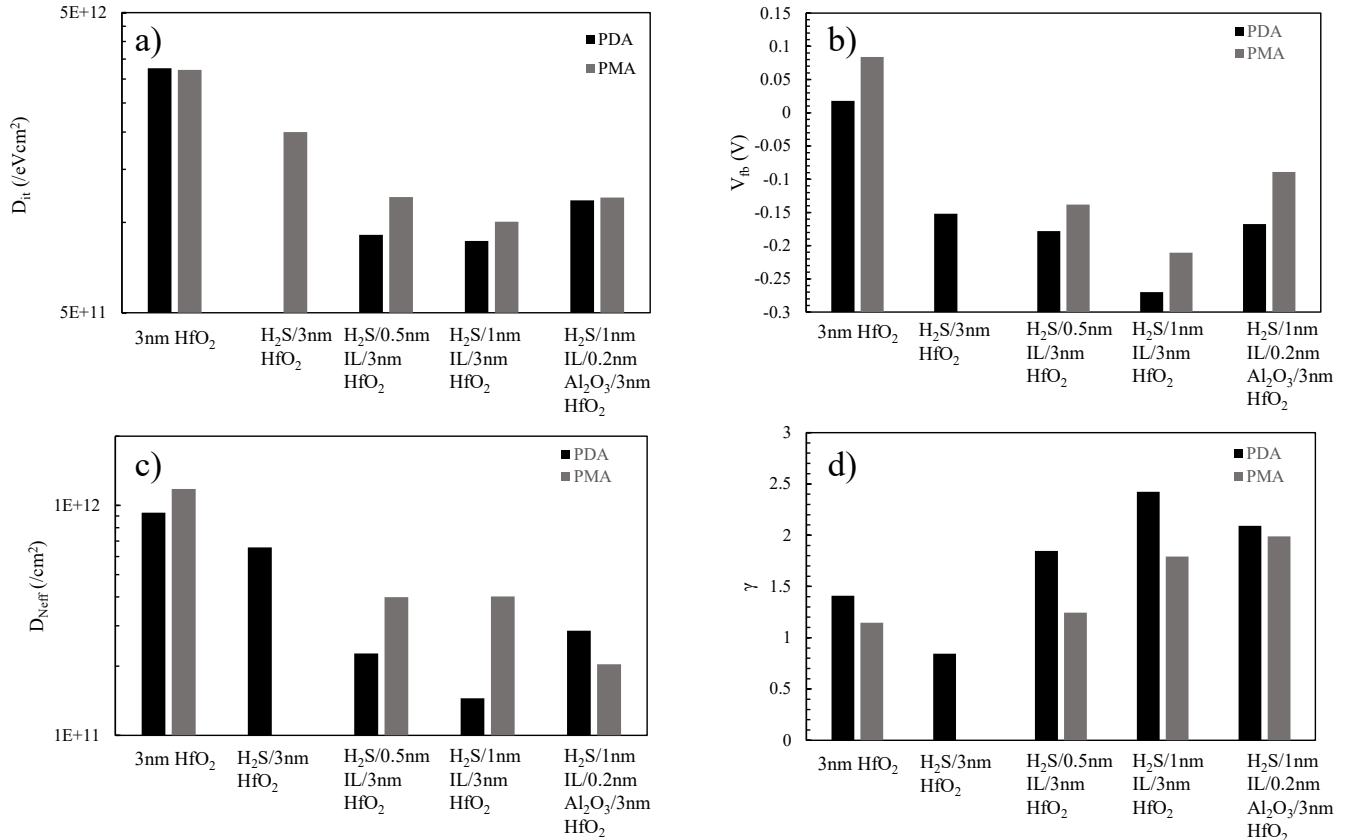 a)
5E+12
5E+11
D_it (/eVcm²)
PDA
PMA
3nm HfO₂
H₂S/3nm
HfO₂
H₂S/0.5nm
IL/3nm
HfO₂
H₂S/1nm
IL/3nm
HfO₂
H₂S/1nm
IL/0.2nm
Al₂O₃/3nm
HfO₂
b)
0.15
0.1
0.05
0
-0.05
-0.1
-0.15
-0.2
-0.25
-0.3
V_fb (V)
PDA
PMA
3nm HfO₂
H₂S/3nm
HfO₂
H₂S/0.5nm
IL/3nm
HfO₂
H₂S/1nm
IL/3nm
HfO₂
H₂S/1nm
IL/0.2nm
Al₂O₃/3nm
HfO₂
c)
1E+12
1E+11
D_Neff (/cm²)
PDA
PMA
3nm HfO₂
H₂S/3nm
HfO₂
H₂S/0.5nm
IL/3nm
HfO₂
H₂S/1nm
IL/3nm
HfO₂
H₂S/1nm
IL/0.2nm
Al₂O₃/3nm
HfO₂
d)
3
2.5
2
1.5
1
0.5
0
γ
PDA
PMA
3nm HfO₂
H₂S/3nm
HfO₂
H₂S/0.5nm
IL/3nm
HfO₂
H₂S/1nm
IL/3nm
HfO₂
H₂S/1nm
IL/0.2nm
Al₂O₃/3nm
HfO₂